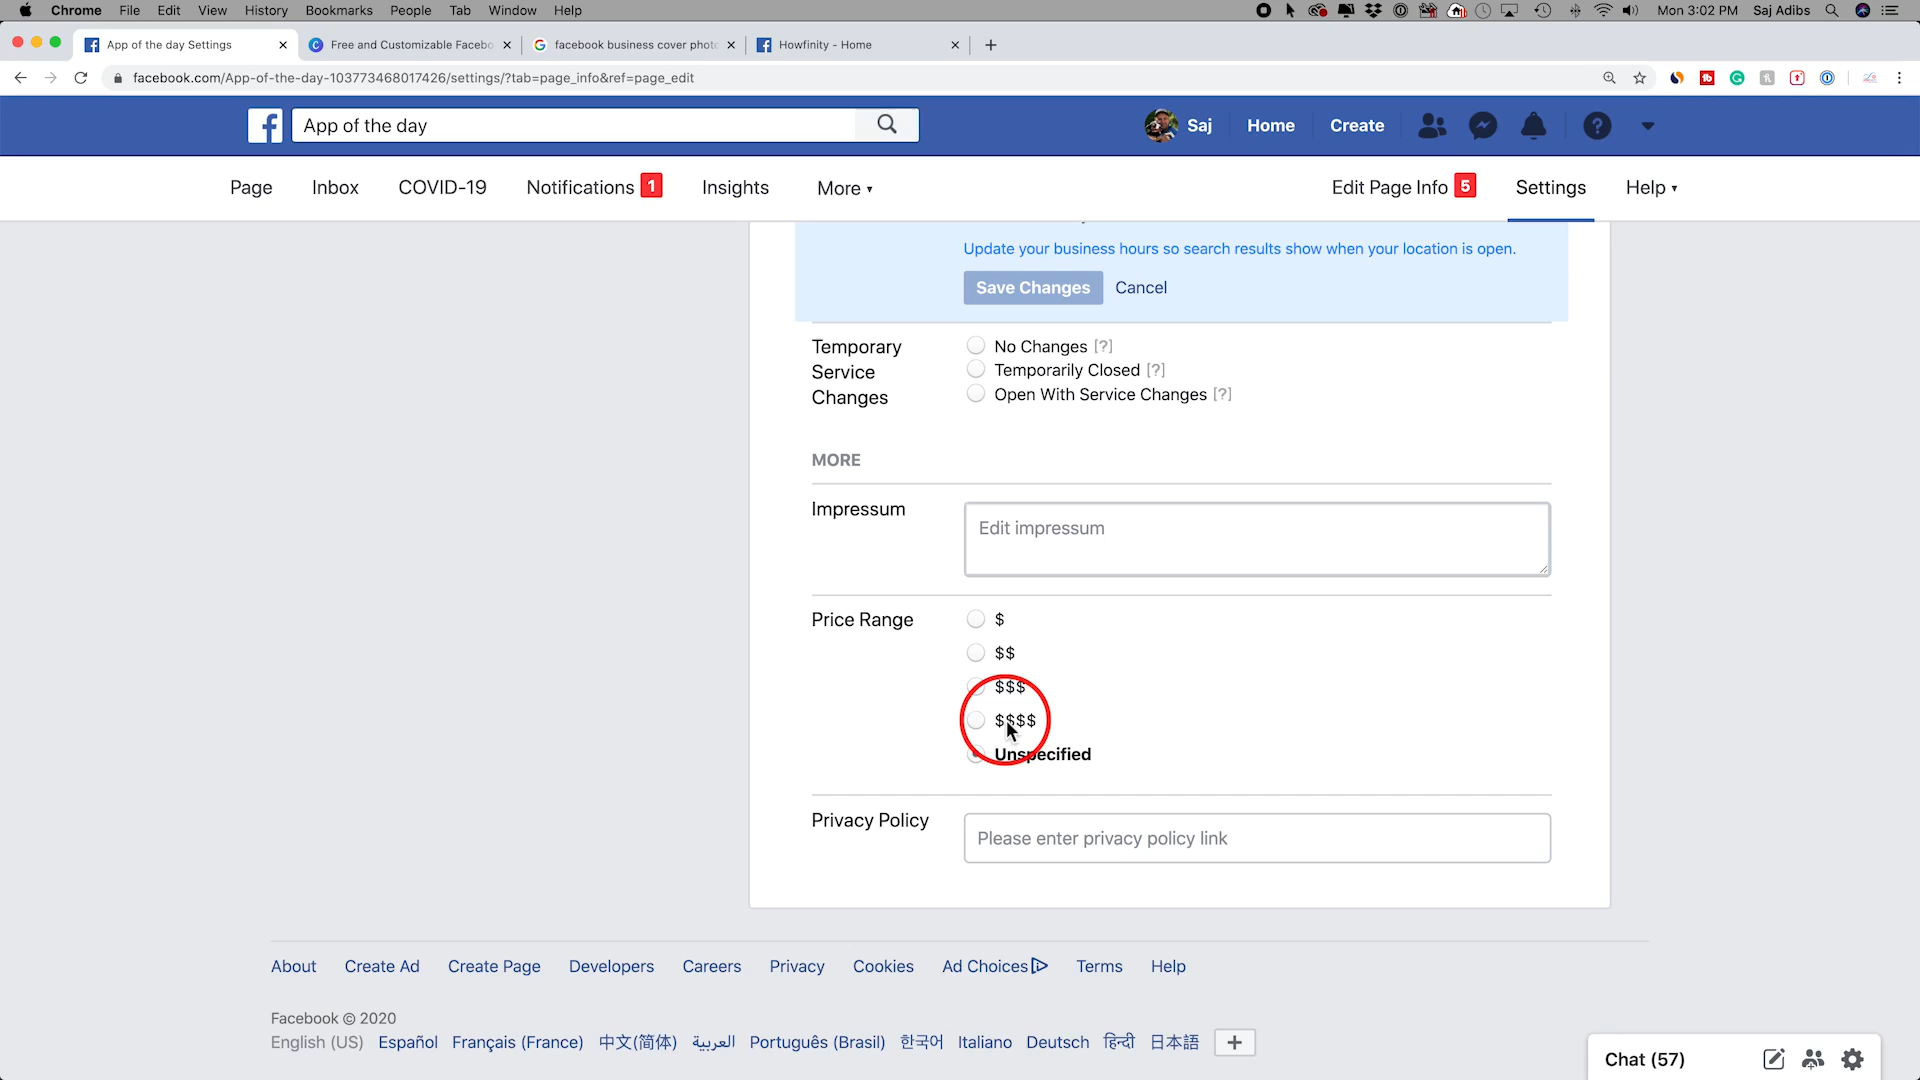 Chrome File Edit View History Bookmarks People Tab Window Help Mon 3:02 PM Saj Adibs
App of the day Settings Free and Customizable Facebo facebook business cover phot Howfinity - Home
facebook.com/App-of-the-day-103773468017426/settings/?tab=page_info&ref=page_edit
App of the day Saj Home Create
Page Inbox COVID-19 Notifications 1 Insights More Edit Page Info 5 Settings Help
Update your business hours so search results show when your location is open.
Save Changes Cancel
Temporary Service Changes
No Changes [?]
Temporarily Closed [?]
Open With Service Changes [?]
MORE
Impressum Edit impressum
Price Range $
$$
$$$
$$$$
Unspecified
Privacy Policy Please enter privacy policy link
About Create Ad Create Page Developers Careers Privacy Cookies Ad Choices Terms Help
Facebook © 2020
English (US) Español Français (France) 中文(简体) العربية Português (Brasil) 한국어 Italiano Deutsch हिन्दी 日本語 +
Chat (57)